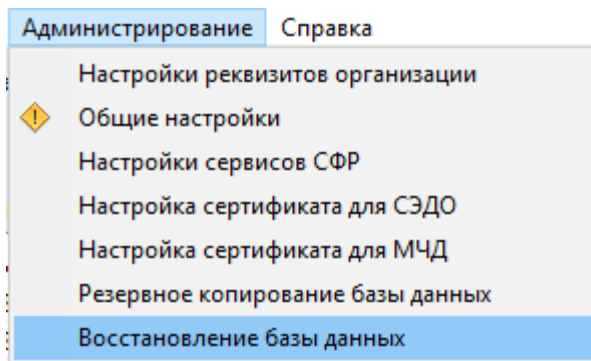 Администрирование Справка
Настройки реквизитов организации
Общие настройки
Настройки сервисов СФР
Настройка сертификата для СЭДО
Настройка сертификата для МЧД
Резервное копирование базы данных
Восстановление базы данных